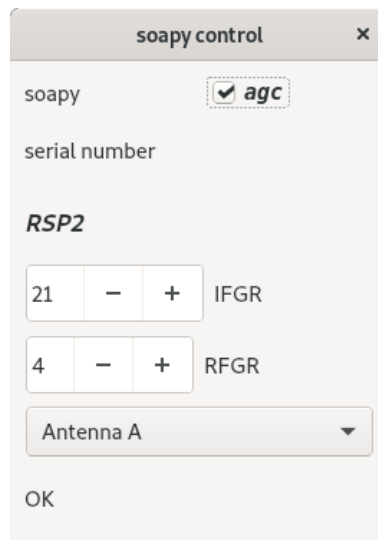 soapy control ×
soapy agc
serial number
RSP2
21 − + IFGR
4 − + RFGR
Antenna A
OK